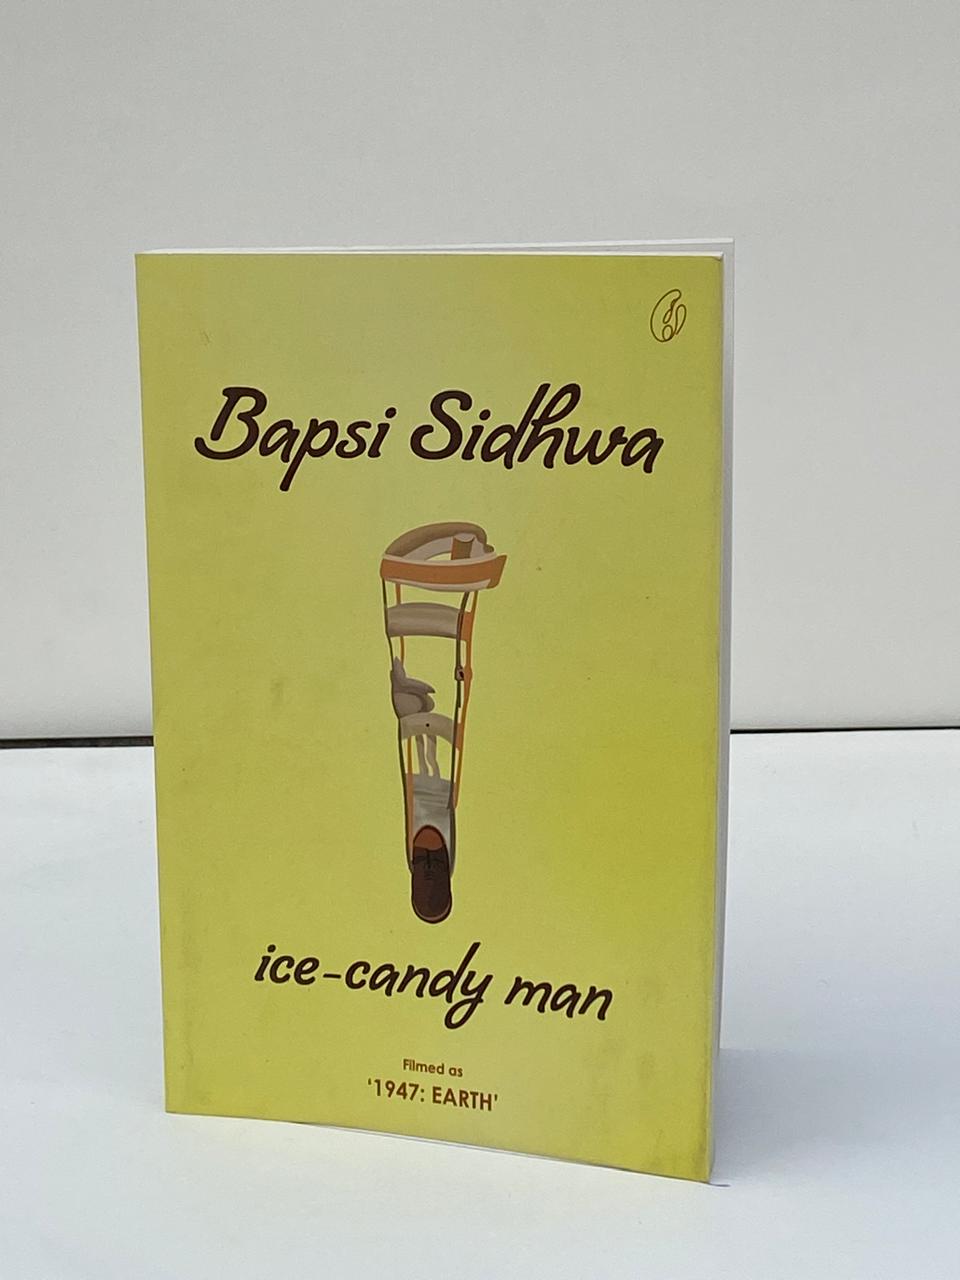 Bapsi Sidhwa
ice-candy man
Filmed as
‘1947: EARTH’